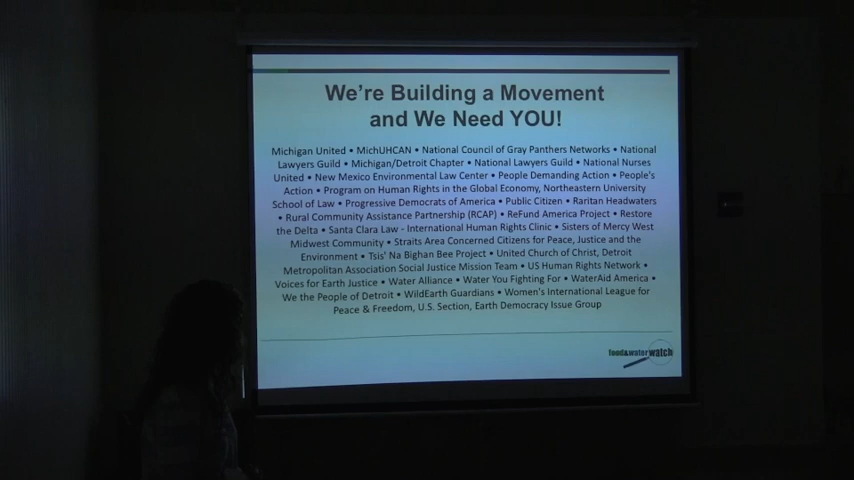 We're Building a Movement
and We Need YOU!
Michigan United • MichUHCAN • National Council of Gray Panthers Networks • National
Lawyers Guild • Michigan/Detroit Chapter • National Lawyers Guild • National Nurses
United • New Mexico Environmental Law Center • People Demanding Action • People's
Action • Program on Human Rights in the Global Economy, Northeastern University
School of Law • Progressive Democrats of America • Public Citizen • Raritan Headwaters
• Rural Community Assistance Partnership (RCAP) • ReFund America Project • Restore
the Delta • Santa Clara Law - International Human Rights Clinic • Sisters of Mercy West
Midwest Community • Straits Area Concerned Citizens for Peace, Justice and the
Environment • Tsis' Na Bighan Bee Project • United Church of Christ, Detroit
Metropolitan Association Social Justice Mission Team • US Human Rights Network •
Voices for Earth Justice • Water Alliance • Water You Fighting For • WaterAid America •
We the People of Detroit • WildEarth Guardians • Women's International League for
Peace & Freedom, U.S. Section, Earth Democracy Issue Group
food&waterwatch